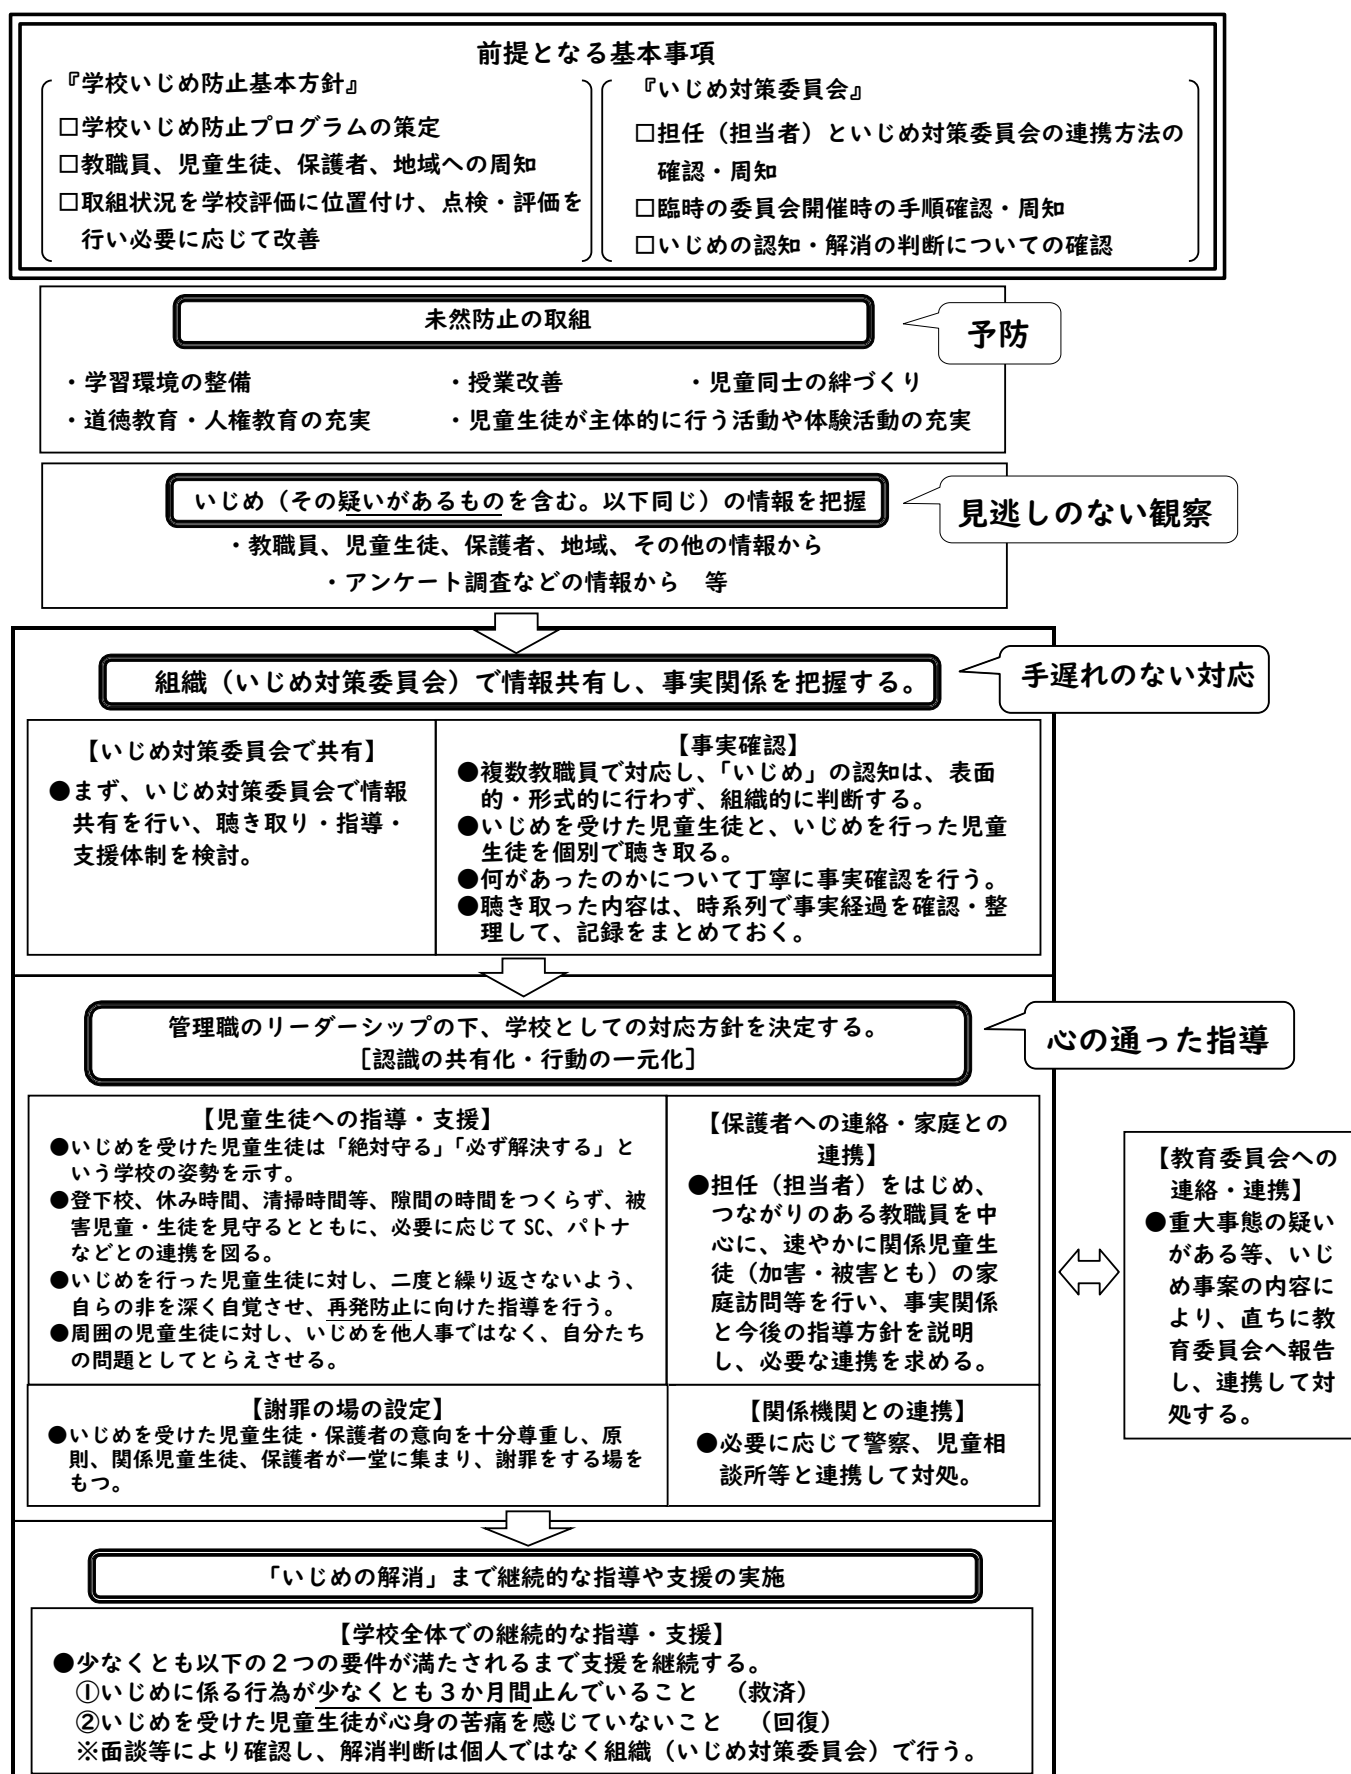 前提となる基本事項
『学校いじめ防止基本方針』
□学校いじめ防止プログラムの策定
□教職員、児童生徒、保護者、地域への周知
□取組状況を学校評価に位置付け、点検・評価を
行い必要に応じて改善
『いじめ対策委員会』
□担任（担当者）といじめ対策委員会の連携方法の
確認・周知
□臨時の委員会開催時の手順確認・周知
□いじめの認知・解消の判断についての確認
未然防止の取組
予防
・学習環境の整備　・授業改善　・児童同士の絆づくり
・道徳教育・人権教育の充実　・児童生徒が主体的に行う活動や体験活動の充実
いじめ（その疑いがあるものを含む。以下同じ）の情報を把握
見逃しのない観察
・教職員、児童生徒、保護者、地域、その他の情報から
・アンケート調査などの情報から　等
組織（いじめ対策委員会）で情報共有し、事実関係を把握する。
手遅れのない対応
【いじめ対策委員会で共有】
●まず、いじめ対策委員会で情報
共有を行い、聴き取り・指導・
支援体制を検討。
【事実確認】
●複数教職員で対応し、「いじめ」の認知は、表面
的・形式的に行わず、組織的に判断する。
●いじめを受けた児童生徒と、いじめを行った児童
生徒を個別で聴き取る。
●何があったのかについて丁寧に事実確認を行う。
●聴き取った内容は、時系列で事実経過を確認・整
理して、記録をまとめておく。
管理職のリーダーシップの下、学校としての対応方針を決定する。
［認識の共有化・行動の一元化］
心の通った指導
【児童生徒への指導・支援】
●いじめを受けた児童生徒は「絶対守る」「必ず解決する」と
いう学校の姿勢を示す。
●登下校、休み時間、清掃時間等、隙間の時間をつくらず、被
害児童・生徒を見守るとともに、必要に応じて SC、パトナ
などとの連携を図る。
●いじめを行った児童生徒に対し、二度と繰り返さないよう、
自らの非を深く自覚させ、再発防止に向けた指導を行う。
●周囲の児童生徒に対し、いじめを他人事ではなく、自分たち
の問題としてとらえさせる。
【保護者への連絡・家庭との
連携】
●担任（担当者）をはじめ、
つながりのある教職員を中
心に、速やかに関係児童生
徒（加害・被害とも）の家
庭訪問等を行い、事実関係
と今後の指導方針を説明
し、必要な連携を求める。
【教育委員会への
連絡・連携】
●重大事態の疑い
がある等、いじ
め事案の内容に
より、直ちに教
育委員会へ報告
し、連携して対
処する。
【謝罪の場の設定】
●いじめを受けた児童生徒・保護者の意向を十分尊重し、原
則、関係児童生徒、保護者が一堂に集まり、謝罪をする場を
もつ。
【関係機関との連携】
●必要に応じて警察、児童相
談所等と連携して対処。
「いじめの解消」まで継続的な指導や支援の実施
【学校全体での継続的な指導・支援】
●少なくとも以下の２つの要件が満たされるまで支援を継続する。
①いじめに係る行為が少なくとも３か月間止んでいること　（救済）
②いじめを受けた児童生徒が心身の苦痛を感じていないこと　（回復）
※面談等により確認し、解消判断は個人ではなく組織（いじめ対策委員会）で行う。